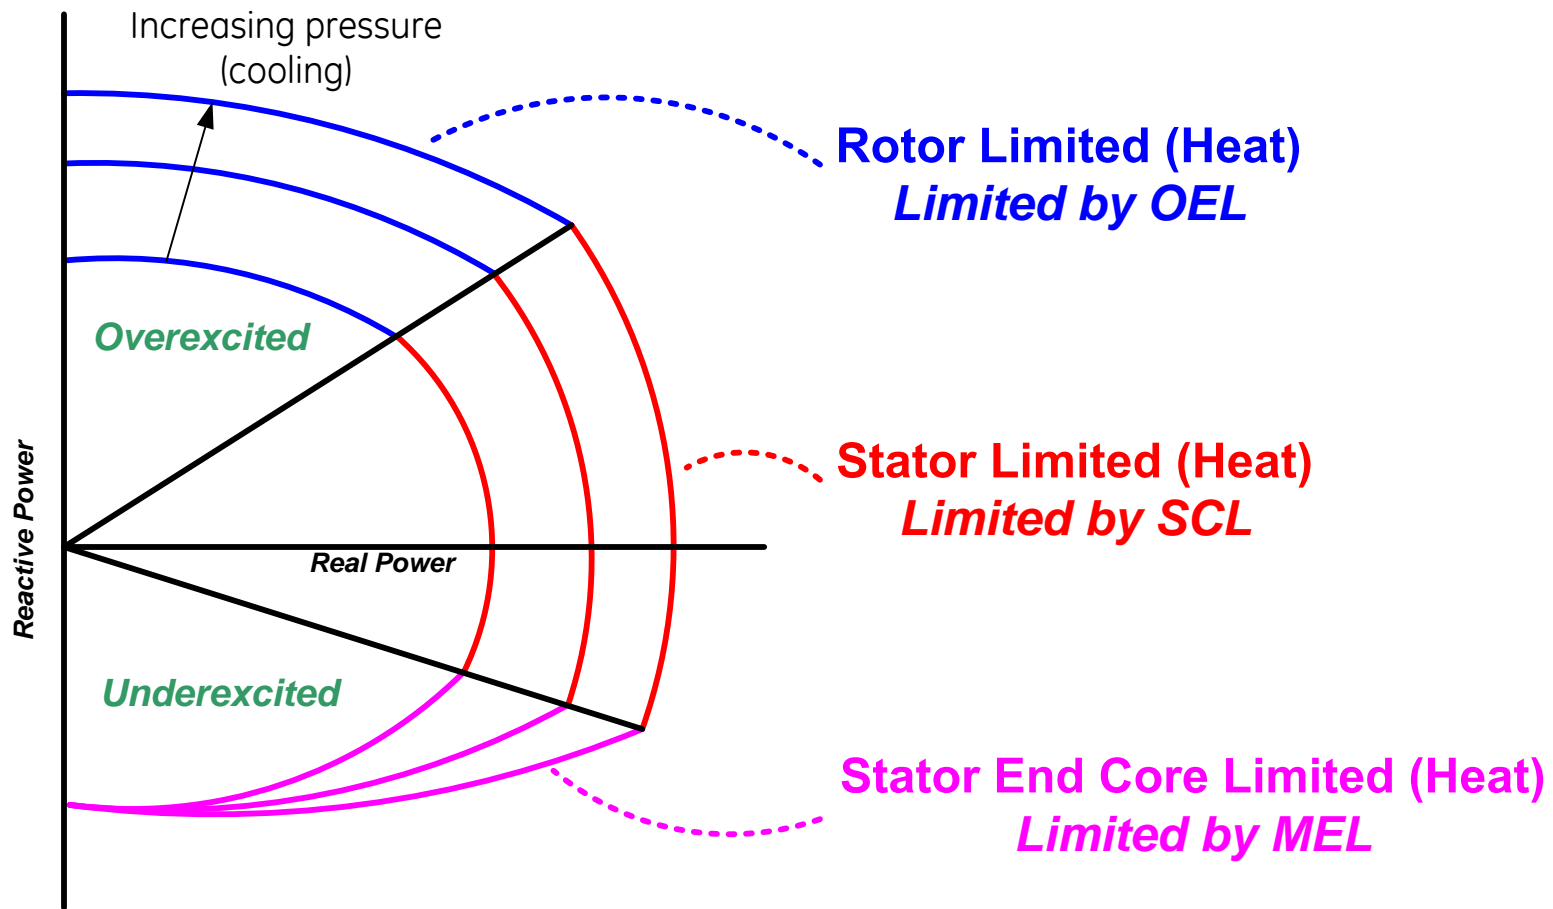 Increasing pressure
(cooling)
Rotor Limited (Heat)
Limited by OEL
Overexcited
Reactive Power
Real Power
Stator Limited (Heat)
Limited by SCL
Underexcited
Stator End Core Limited (Heat)
Limited by MEL